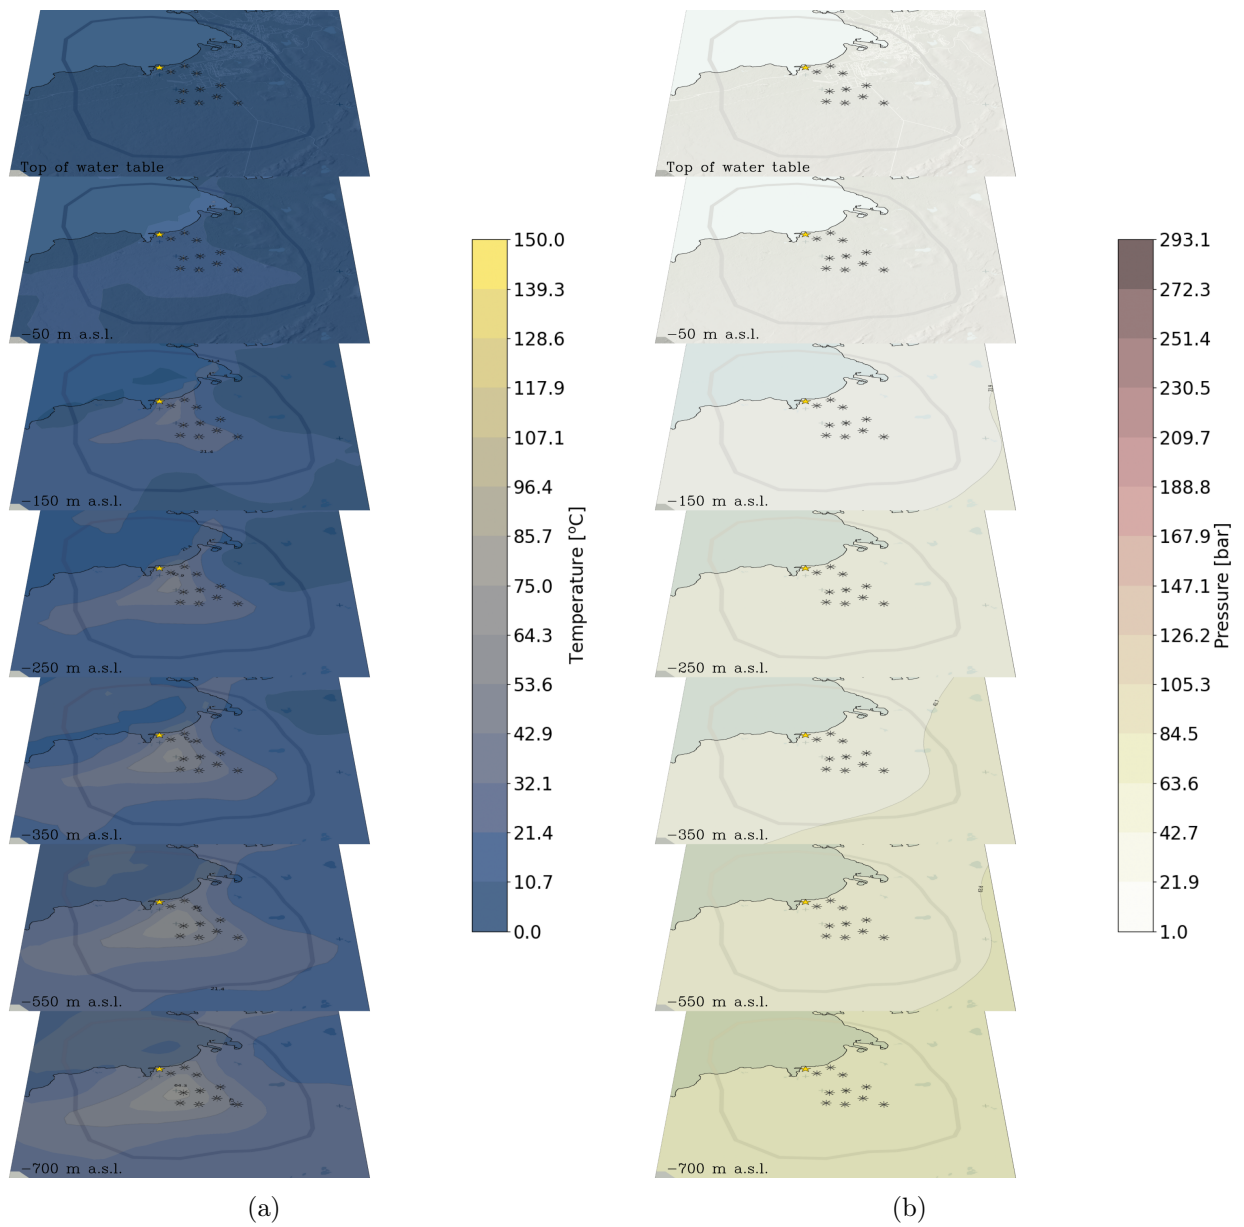 Top of water table
−50 m a.s.l.
−150 m a.s.l.
−250 m a.s.l.
−350 m a.s.l.
−550 m a.s.l.
21.4
−700 m a.s.l.
150.0
139.3
128.6
117.9
107.1
96.4
85.7
75.0
64.3
53.6
42.9
32.1
21.4
10.7
0.0
Temperature [°C]
(a)
Top of water table
−50 m a.s.l.
−150 m a.s.l.
−250 m a.s.l.
−350 m a.s.l.
−550 m a.s.l.
−700 m a.s.l.
293.1
272.3
251.4
230.5
209.7
188.8
167.9
147.1
126.2
105.3
84.5
63.6
42.7
21.9
1.0
Pressure [bar]
(b)